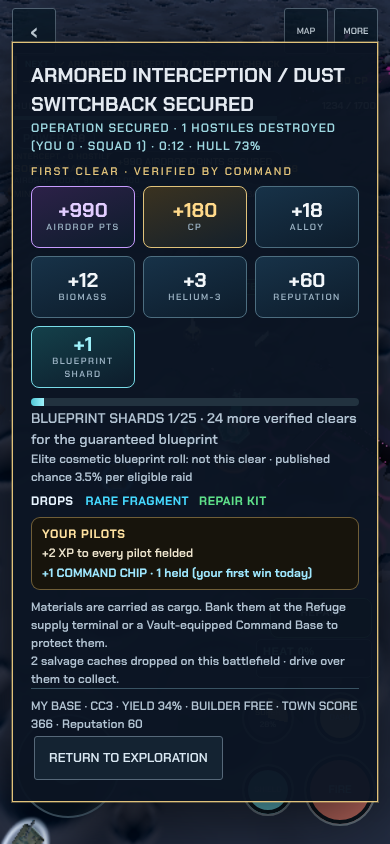 ‹
MAP
MORE
ARMORED INTERCEPTION / DUST
SWITCHBACK SECURED
OPERATION SECURED · 1 HOSTILES DESTROYED
(YOU 0 · SQUAD 1) · 0:12 · HULL 73%
FIRST CLEAR · VERIFIED BY COMMAND
+990
AIRDROP PTS
+180
CP
+18
ALLOY
+12
BIOMASS
+3
HELIUM-3
+60
REPUTATION
+1
BLUEPRINT
SHARD
BLUEPRINT SHARDS 1/25 · 24 more verified clears
for the guaranteed blueprint
Elite cosmetic blueprint roll: not this clear · published
chance 3.5% per eligible raid
DROPS RARE FRAGMENT REPAIR KIT
YOUR PILOTS
+2 XP to every pilot fielded
+1 COMMAND CHIP · 1 held (your first win today)
Materials are carried as cargo. Bank them at the Refuge
supply terminal or a Vault-equipped Command Base to
protect them.
2 salvage caches dropped on this battlefield · drive over
them to collect.
MY BASE · CC3 · YIELD 34% · BUILDER FREE · TOWN SCORE
366 · Reputation 60
RETURN TO EXPLORATION